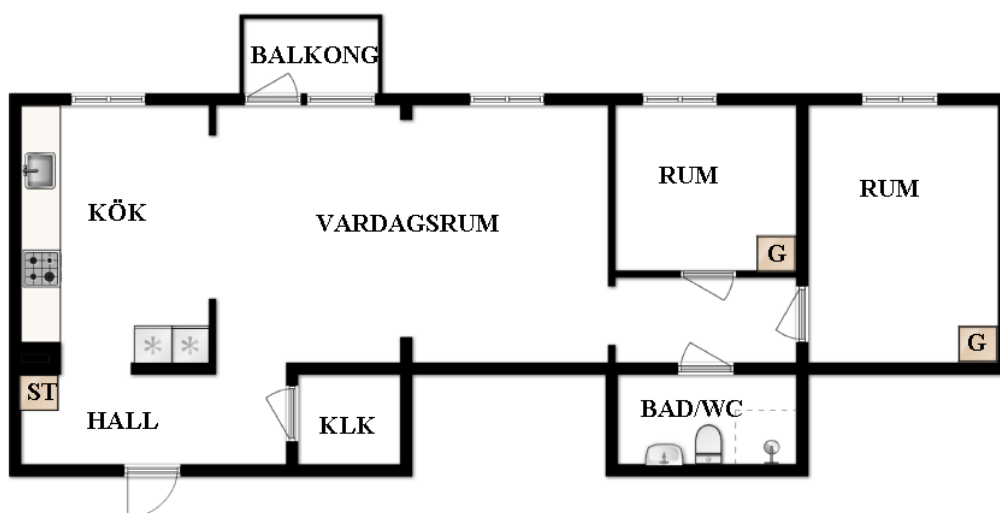 BALKONG
KÖK
VARDAGSRUM
RUM
RUM
G
G
ST
HALL
KLK
BAD/WC